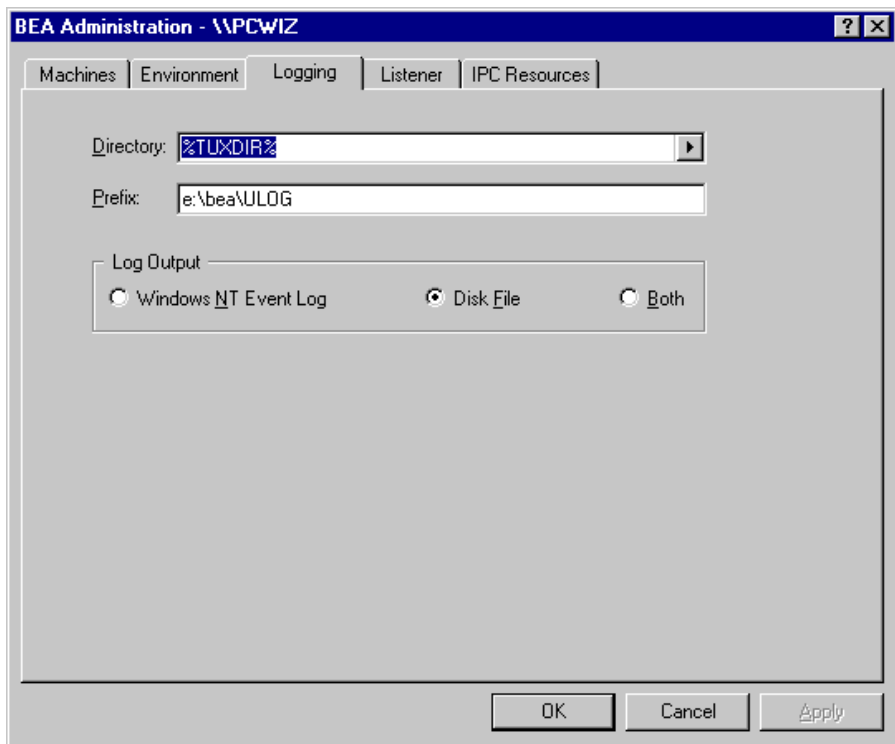 BEA Administration - \\PCWIZ
Machines Environment Logging Listener IPC Resources
Directory: %TUXDIR%
Prefix: e:\bea\ULOG
Log Output
Windows NT Event Log Disk File Both
OK Cancel Apply